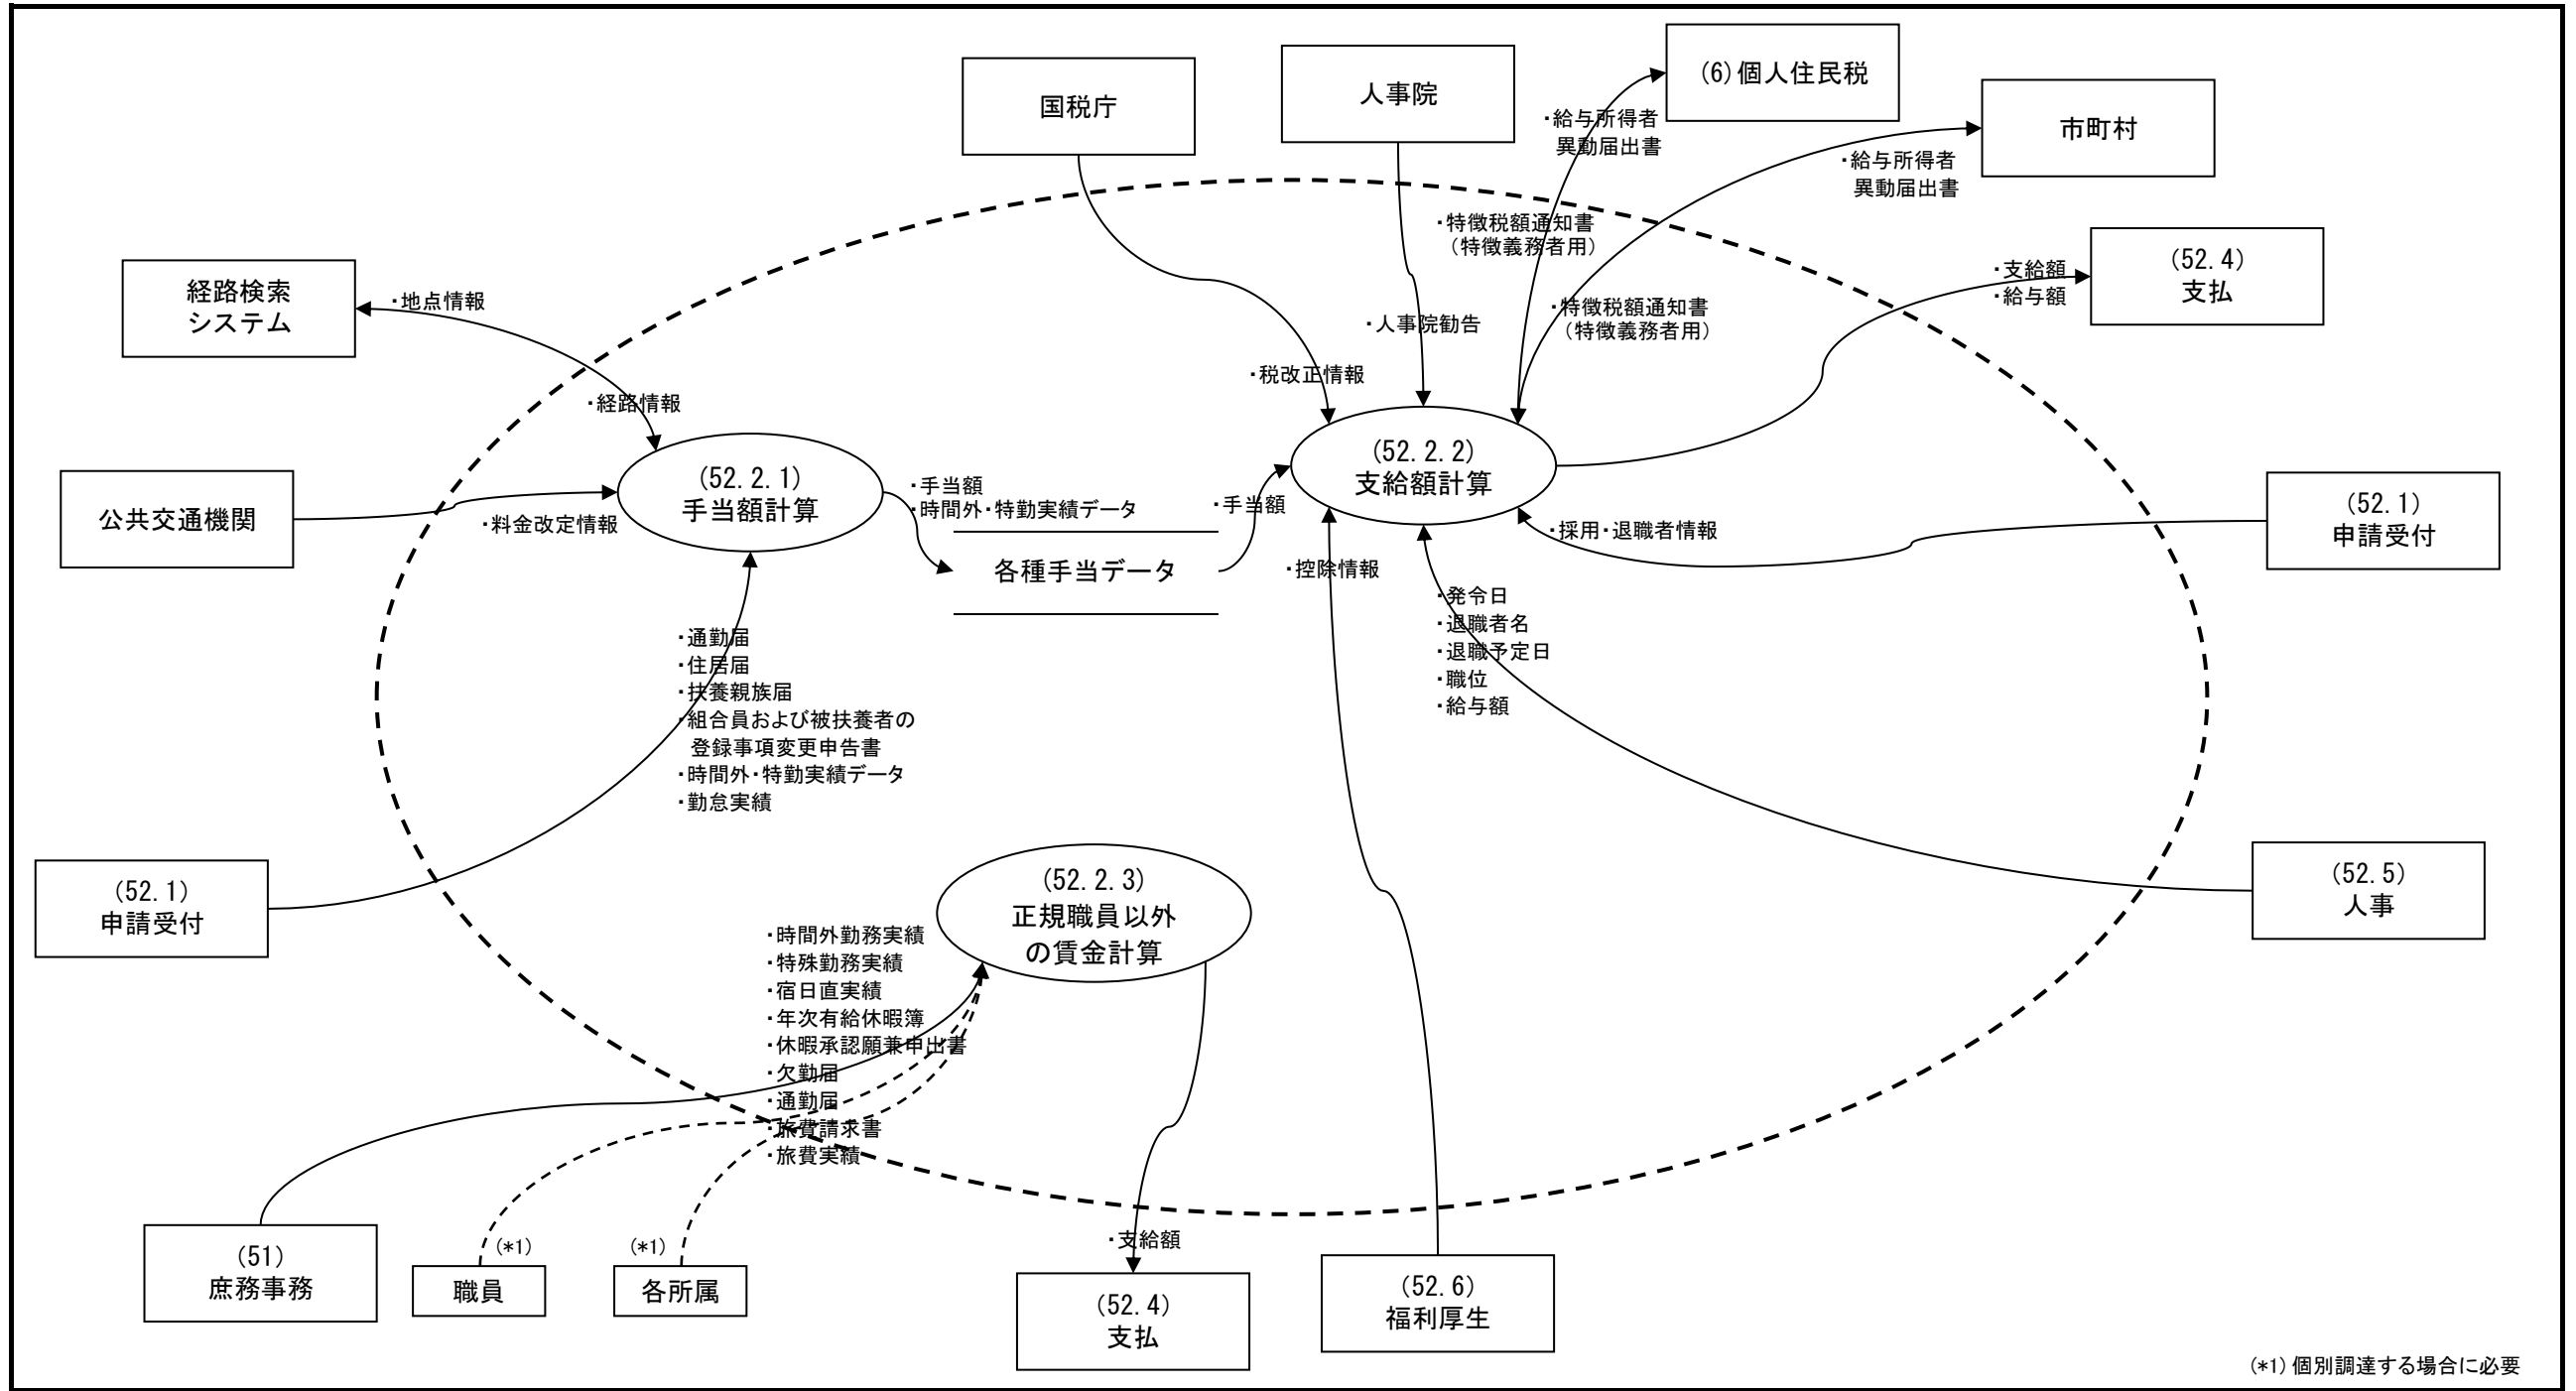 (6)個人住民税
国税庁
人事院
市町村
・給与所得者
異動届出書
・給与所得者
異動届出書
・特徴税額通知書
(特徴義務者用)
(52.4)
支払
・支給額
・給与額
経路検索
システム
・地点情報
・特徴税額通知書
(特徴義務者用)
・人事院勧告
・税改正情報
・経路情報
(52.2.1)
手当額計算
(52.2.2)
支給額計算
公共交通機関
・料金改定情報
・手当額
・時間外・特勤実績データ
・手当額
各種手当データ
(52.1)
申請受付
・採用・退職者情報
・控除情報
・発令日
・退職者名
・退職予定日
・職位
・給与額
・通勤届
・住居届
・扶養親族届
・組合員および被扶養者の
登録事項変更申告書
・時間外・特勤実績データ
・勤怠実績
(52.1)
申請受付
(52.5)
人事
(52.2.3)
正規職員以外
の賃金計算
・時間外勤務実績
・特殊勤務実績
・宿日直実績
・年次有給休暇簿
・休暇承認願兼申出書
・欠勤届
・通勤届
・旅費請求書
・旅費実績
(51)
庶務事務
(*1)
職員
(*1)
各所属
・支給額
(52.4)
支払
(52.6)
福利厚生
(*1)個別調達する場合に必要